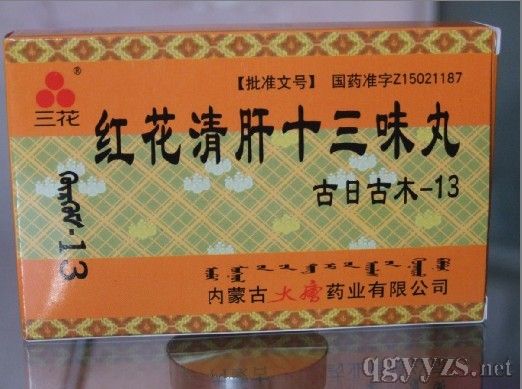 ®
三花
【批准文号】 国药准字Z15021187
红花清肝十三味丸
古日古木-13
-13
内蒙古大唐药业有限公司
qgyyzs.net